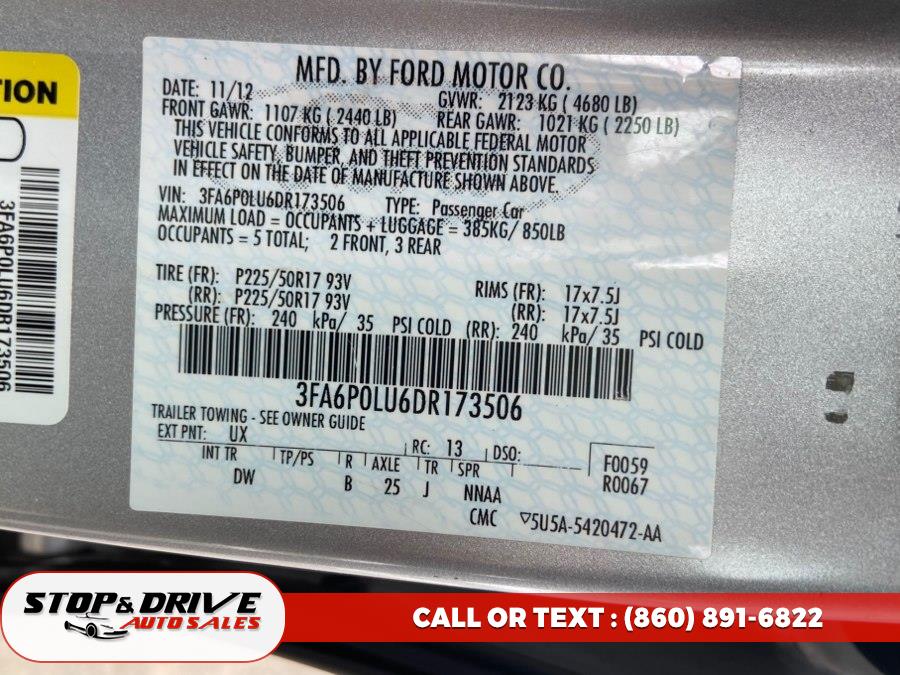 TION
3FA6P0LU6DR173506
MFD. BY FORD MOTOR CO.
DATE: 11/12 GVWR: 2123 KG ( 4680 LB)
FRONT GAWR: 1107 KG ( 2440 LB) REAR GAWR: 1021 KG ( 2250 LB)
THIS VEHICLE CONFORMS TO ALL APPLICABLE FEDERAL MOTOR
VEHICLE SAFETY, BUMPER, AND THEFT PREVENTION STANDARDS
IN EFFECT ON THE DATE OF MANUFACTURE SHOWN ABOVE.
VIN: 3FA6P0LU6DR173506 TYPE: Passenger Car
MAXIMUM LOAD = OCCUPANTS + LUGGAGE = 385KG/ 850LB
OCCUPANTS = 5 TOTAL; 2 FRONT, 3 REAR
TIRE (FR): P225/50R17 93V RIMS (FR): 17x7.5J
(RR): P225/50R17 93V (RR): 17x7.5J
PRESSURE (FR): 240 kPa/ 35 PSI COLD (RR): 240 kPa/ 35 PSI COLD
3FA6P0LU6DR173506
TRAILER TOWING - SEE OWNER GUIDE
EXT PNT: UX RC: 13 DSO: F0059
INT TR TP/PS R AXLE TR SPR R0067
DW B 25 J NNAA
CMC ▽5U5A-5420472-AA
STOP & DRIVE
AUTO SALES
CALL OR TEXT : (860) 891-6822